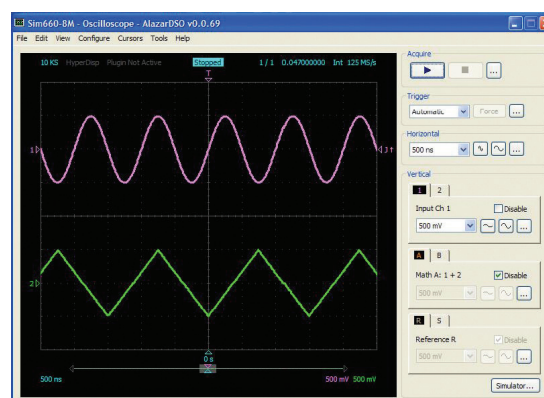 Sim660-8M - Oscilloscope - AlazarDSO v0.0.69
File Edit View Configure Cursors Tools Help
10 KS HyperDisp Plugin Not Active Stopped 1 / 1 0.047000000 Int 125 MS/s
T
1
2
0 s
500 ns 500 mV 500 mV
Acquire
...
Trigger
Automatic Force ...
Horizontal
500 ns ...
Vertical
1 2
Input Ch 1 Disable
500 mV ...
A B
Math A: 1 + 2 Disable
500 mV ...
R S
Reference R Disable
500 mV ...
Simulator...